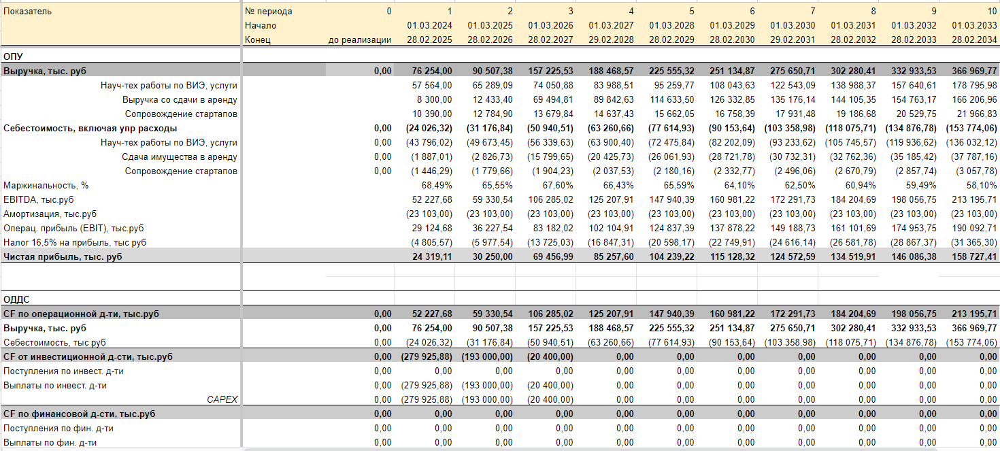 Показатель № периода 0 1 2 3 4 5 6 7 8 9 10
Начало 01.03.2024 01.03.2025 01.03.2026 01.03.2027 01.03.2028 01.03.2029 01.03.2030 01.03.2031 01.03.2032 01.03.2033
Конец до реализации 28.02.2025 28.02.2026 28.02.2027 29.02.2028 28.02.2029 28.02.2030 29.02.2031 28.02.2032 28.02.2033 28.02.2034
ОПУ
Выручка, тыс. руб 0,00 76 254,00 90 507,38 157 225,53 188 468,57 225 555,32 251 134,87 275 650,71 302 280,41 332 933,53 366 969,77
Науч-тех работы по ВИЭ, услуги 57 564,00 65 289,09 74 050,88 83 988,51 95 259,77 108 043,63 122 543,09 138 988,37 157 640,61 178 795,98
Выручка со сдачи в аренду 8 300,00 12 433,40 69 494,81 89 842,63 114 633,50 126 332,85 135 176,14 144 105,35 154 763,17 166 206,96
Сопровождение стартапов 10 390,00 12 784,90 13 679,84 14 637,43 15 662,05 16 758,39 17 931,48 19 186,68 20 529,75 21 966,83
Себестоимость, включая упр расходы 0,00 (24 026,32) (31 176,84) (50 940,51) (63 260,66) (77 614,93) (90 153,64) (103 358,98) (118 075,71) (134 876,78) (153 774,06)
Науч-тех работы по ВИЭ, услуги 0,00 (43 796,02) (49 673,45) (56 339,63) (63 900,40) (72 475,84) (82 202,09) (93 233,62) (105 745,57) (119 936,62) (136 032,12)
Сдача имущества в аренду 0,00 (1 887,01) (2 826,73) (15 799,65) (20 425,73) (26 061,93) (28 721,78) (30 732,31) (32 762,36) (35 185,42) (37 787,16)
Сопровождение стартапов 0,00 (1 446,29) (1 779,66) (1 904,23) (2 037,53) (2 180,16) (2 332,77) (2 496,06) (2 670,79) (2 857,74) (3 057,78)
Маржинальность, % 68,49% 65,55% 67,60% 66,43% 65,59% 64,10% 62,50% 60,94% 59,49% 58,10%
EBITDA, тыс.руб 52 227,68 59 330,54 106 285,02 125 207,91 147 940,39 160 981,22 172 291,73 184 204,69 198 056,75 213 195,71
Амортизация, тыс.руб (23 103,00) (23 103,00) (23 103,00) (23 103,00) (23 103,00) (23 103,00) (23 103,00) (23 103,00) (23 103,00) (23 103,00)
Операц. прибыль (EBIT), тыс.руб 29 124,68 36 227,54 83 182,02 102 104,91 124 837,39 137 878,22 149 188,73 161 101,69 174 953,75 190 092,71
Налог 16,5% на прибыль, тыс руб (4 805,57) (5 977,54) (13 725,03) (16 847,31) (20 598,17) (22 749,91) (24 616,14) (26 581,78) (28 867,37) (31 365,30)
Чистая прибыль, тыс. руб 24 319,11 30 250,00 69 456,99 85 257,60 104 239,22 115 128,32 124 572,59 134 519,91 146 086,38 158 727,41
ОДДС
CF по операционной д-ти, тыс.руб 0,00 52 227,68 59 330,54 106 285,02 125 207,91 147 940,39 160 981,22 172 291,73 184 204,69 198 056,75 213 195,71
Выручка, тыс. руб 0,00 76 254,00 90 507,38 157 225,53 188 468,57 225 555,32 251 134,87 275 650,71 302 280,41 332 933,53 366 969,77
Себестоимость, тыс руб 0,00 (24 026,32) (31 176,84) (50 940,51) (63 260,66) (77 614,93) (90 153,64) (103 358,98) (118 075,71) (134 876,78) (153 774,06)
CF от инвестиционной д-сти, тыс.руб 0,00 (279 925,88) (193 000,00) (20 400,00) 0,00 0,00 0,00 0,00 0,00 0,00 0,00
Поступления по инвест. д-ти 0,00 0,00 0,00 0,00 0,00 0,00 0,00 0,00 0,00 0,00 0,00
Выплаты по инвест. д-ти 0,00 (279 925,88) (193 000,00) (20 400,00) 0,00 0,00 0,00 0,00 0,00 0,00 0,00
CAPEX 0,00 (279 925,88) (193 000,00) (20 400,00) 0,00 0,00 0,00 0,00 0,00 0,00 0,00
CF по финансовой д-сти, тыс.руб 0,00 0,00 0,00 0,00 0,00 0,00 0,00 0,00 0,00 0,00 0,00
Поступления по фин. д-ти 0,00 0,00 0,00 0,00 0,00 0,00 0,00 0,00 0,00 0,00 0,00
Выплаты по фин. д-ти 0,00 0,00 0,00 0,00 0,00 0,00 0,00 0,00 0,00 0,00 0,00